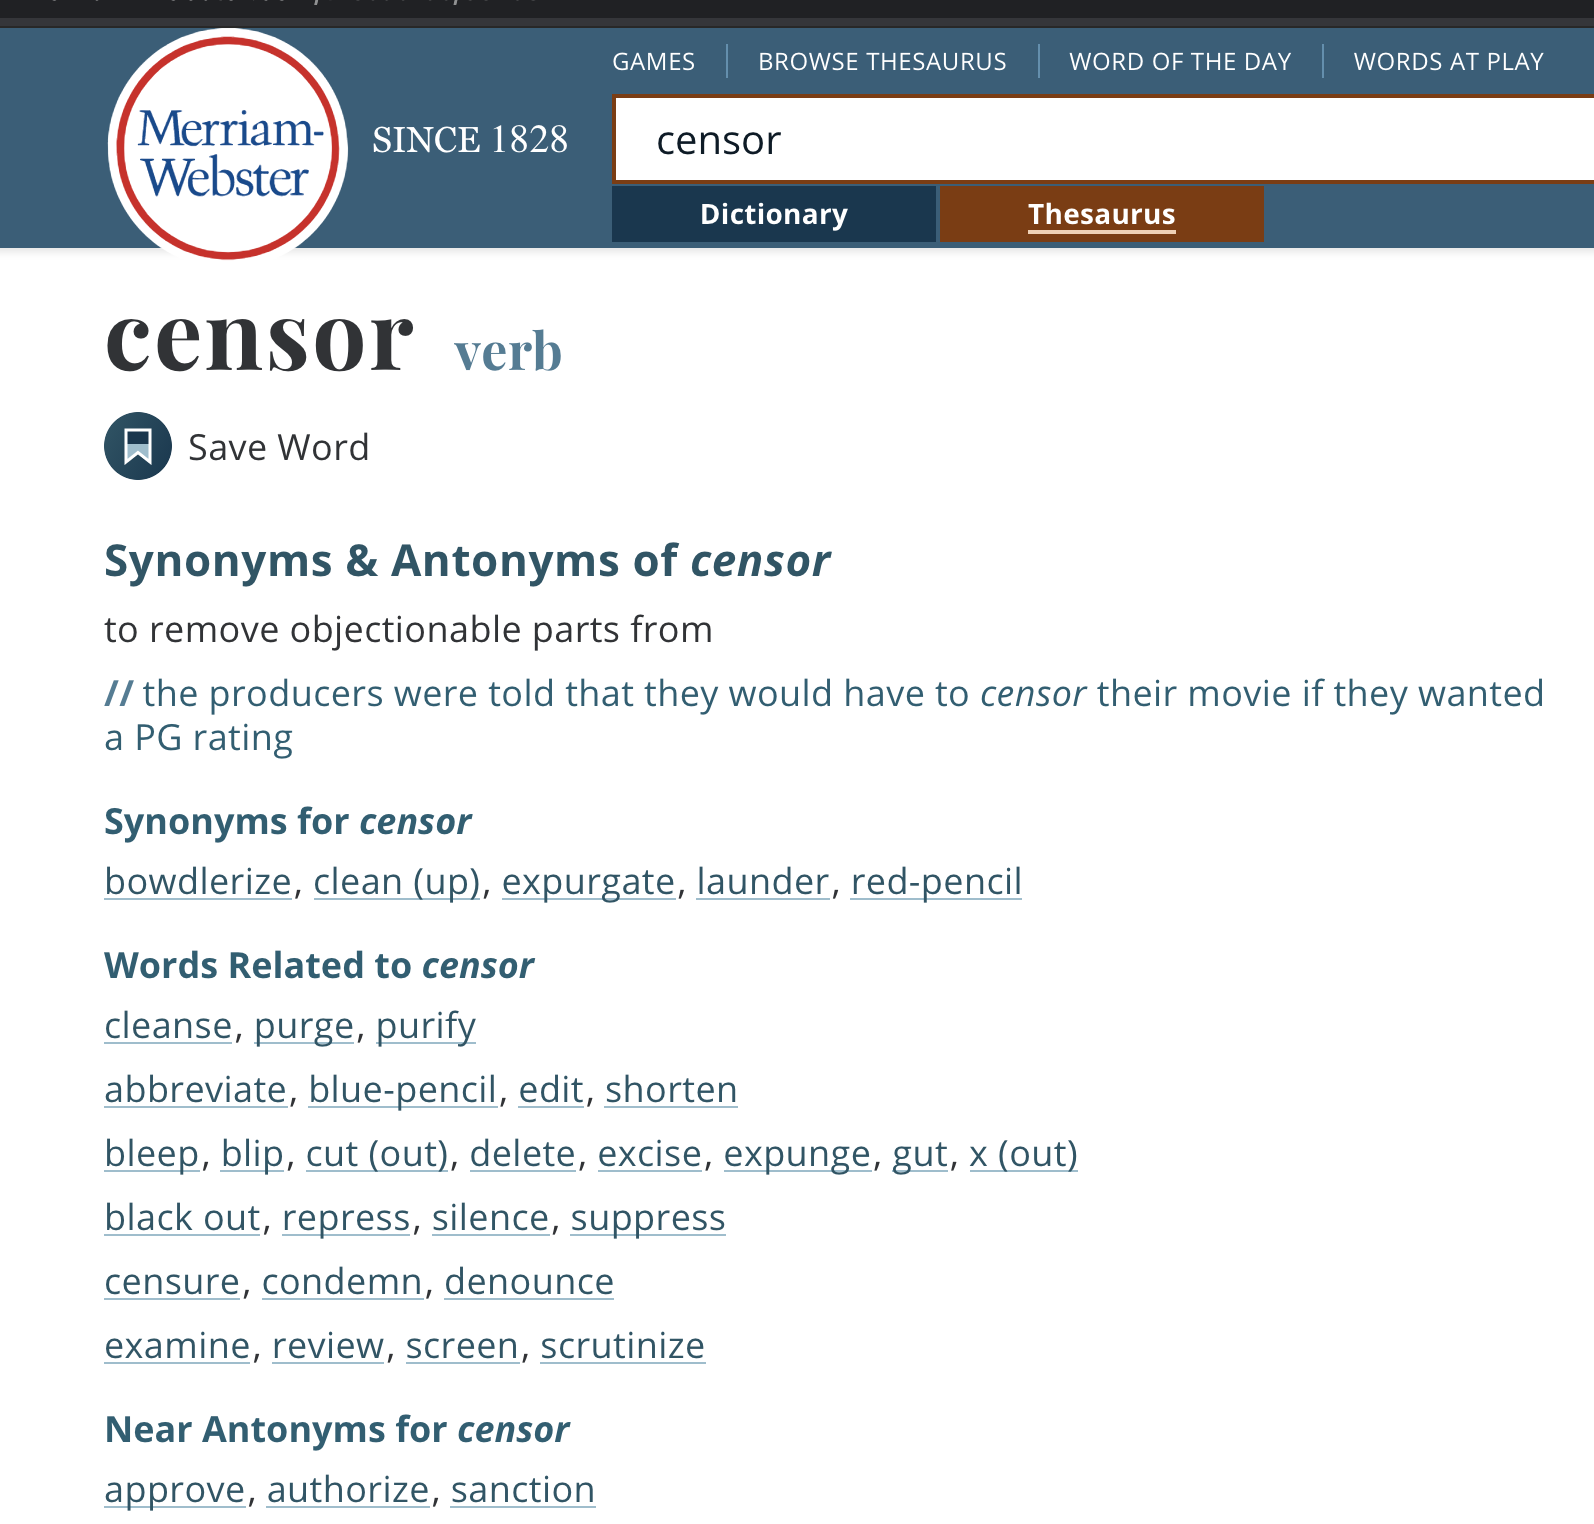 GAMES
BROWSE THESAURUS
WORD OF THE DAY
WORDS AT PLAY
Merriam-
Webster
SINCE 1828
censor
Dictionary
Thesaurus
censor verb
Save Word
Synonyms & Antonyms of censor
to remove objectionable parts from
// the producers were told that they would have to censor their movie if they wanted
a PG rating
Synonyms for censor
bowdlerize, clean (up), expurgate, launder, red-pencil
Words Related to censor
cleanse, purge, purify
abbreviate, blue-pencil, edit, shorten
bleep, blip, cut (out), delete, excise, expunge, gut, x (out)
black out, repress, silence, suppress
censure, condemn, denounce
examine, review, screen, scrutinize
Near Antonyms for censor
approve, authorize, sanction